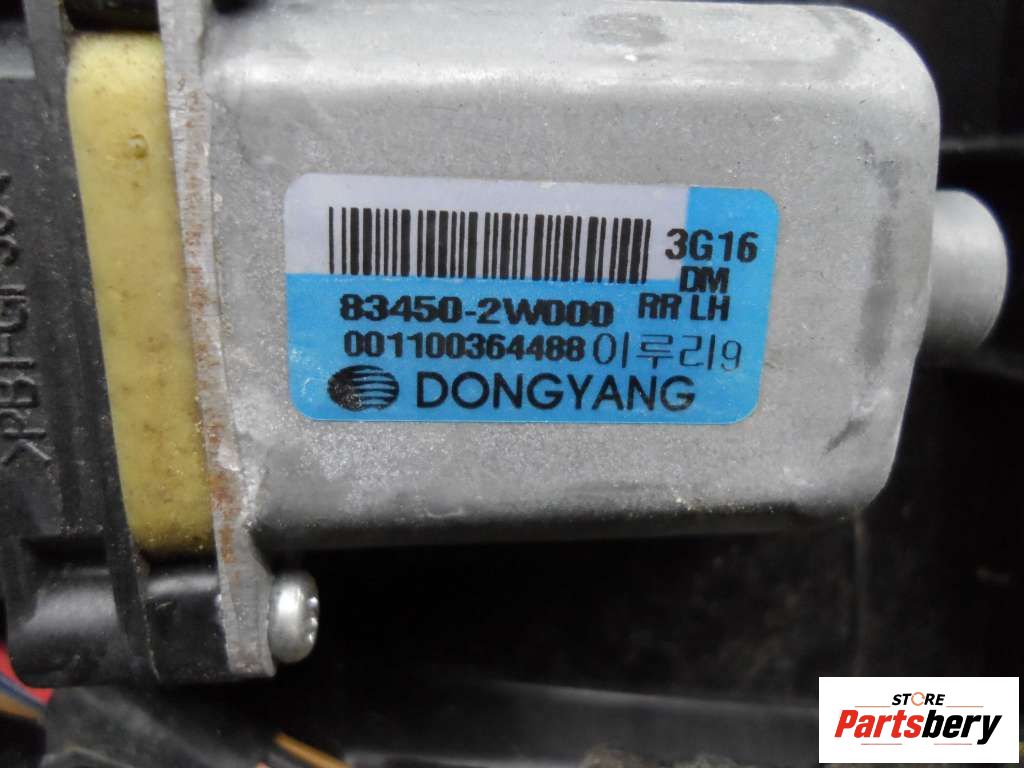 3G16
DM
83450-2W000 RR LH
001100364488 이루리9
DONGYANG
STORE
Partsbery